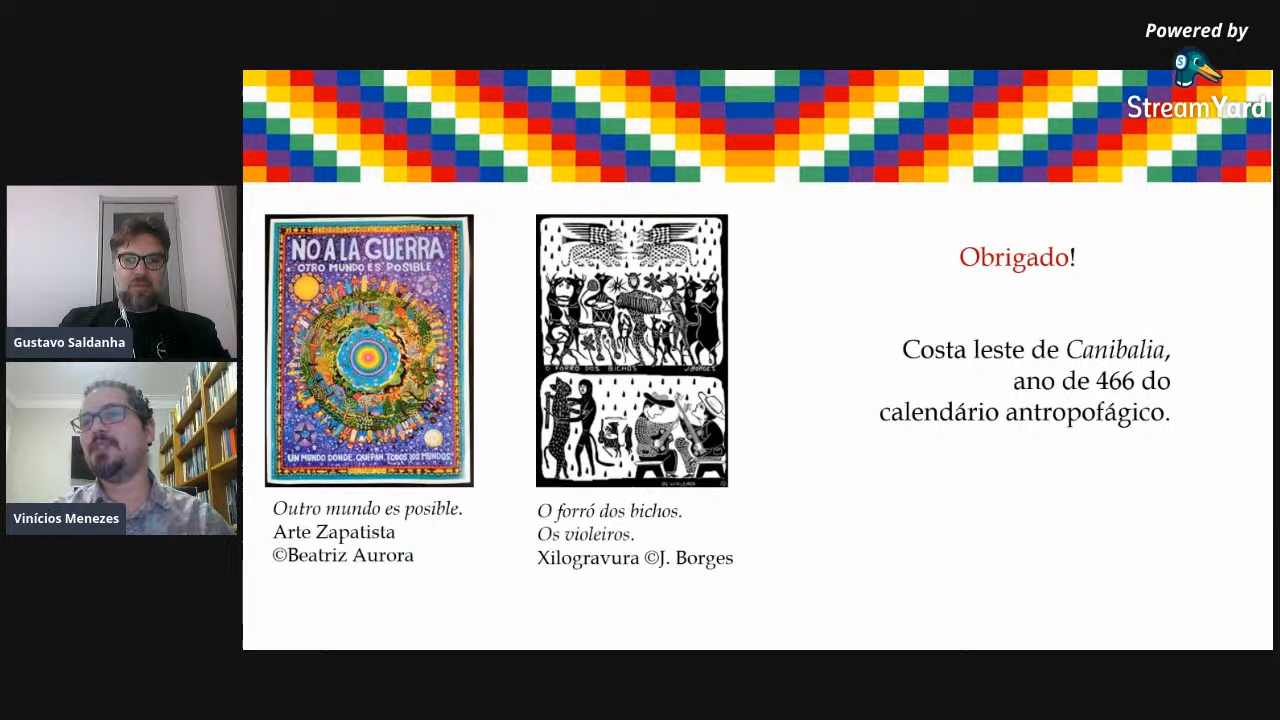 Powered by
StreamYard
Gustavo Saldanha
Vinícios Menezes
NO A LA GUERRA
OTRO MUNDO ES POSIBLE
UN MUNDO DONDE QUEPAN TODOS LOS MUNDOS
O FORRO DOS BICHOS J.BORGES
OS VIOLEIROS
Outro mundo es posible.
Arte Zapatista
©Beatriz Aurora
O forró dos bichos.
Os violeiros.
Xilogravura ©J. Borges
Obrigado!
Costa leste de Canibalia,
ano de 466 do
calendário antropofágico.